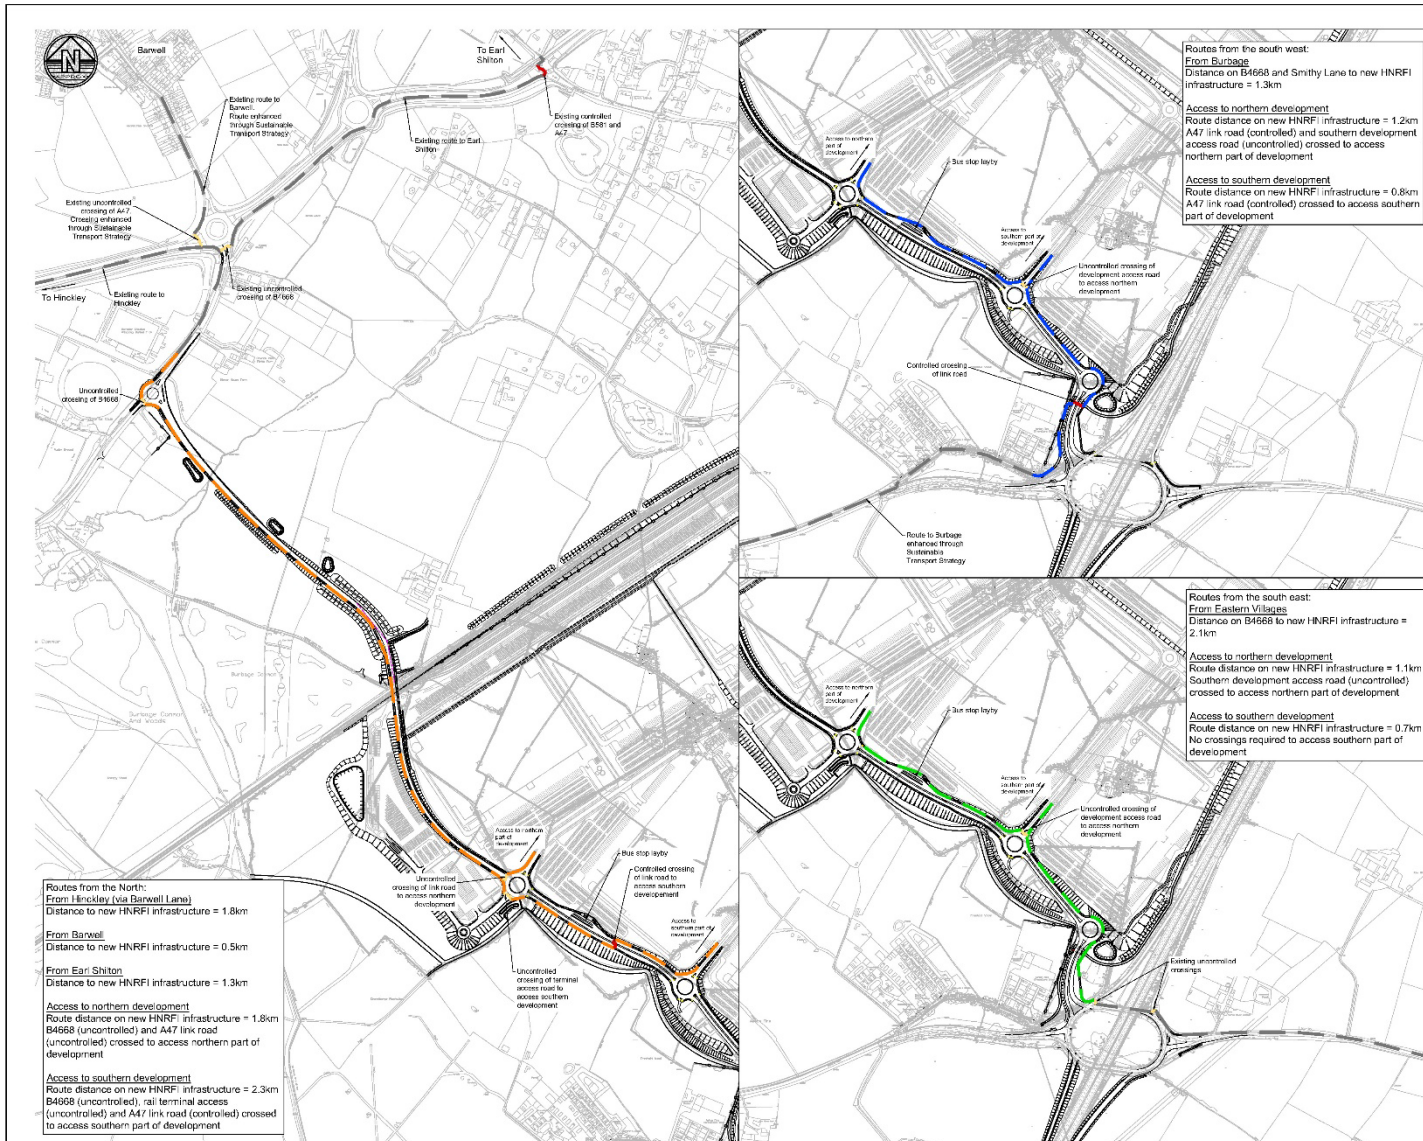 N
Barwell
To Earl
Shilton
Existing route to
Barwell.
Route enhanced
through Sustainable
Transport Strategy
Existing controlled
crossing of B581 and
A47
Existing route to Earl
Shilton
Existing uncontrolled
crossing of A47.
Crossing enhanced
through Sustainable
Transport Strategy
To Hinckley
Existing route to
Hinckley
Existing uncontrolled
crossing of B4668
Uncontrolled
crossing of B4668
Burbage Common
Burbage Common
And Woods
Access to northern
part of
development
Uncontrolled
crossing of link road
to access northern
development
Bus stop layby
Controlled crossing
of link road to
access southern
developement
Access to
southern part of
development
Uncontrolled
crossing of terminal
access road to
access southern
development
Routes from the North:
From Hinckley (via Barwell Lane)
Distance to new HNRFI infrastructure = 1.8km
From Barwell
Distance to new HNRFI infrastructure = 0.5km
From Earl Shilton
Distance to new HNRFI infrastructure = 1.3km
Access to northern development
Route distance on new HNRFI infrastructure = 1.8km
B4668 (uncontrolled) and A47 link road
(uncontrolled) crossed to access northern part of
development
Access to southern development
Route distance on new HNRFI infrastructure = 2.3km
B4668 (uncontrolled), rail terminal access
(uncontrolled) and A47 link road (controlled) crossed
to access southern part of development
Routes from the south west:
From Burbage
Distance on B4668 and Smithy Lane to new HNRFI
infrastructure = 1.3km
Access to northern development
Route distance on new HNRFI infrastructure = 1.2km
A47 link road (controlled) and southern development
access road (uncontrolled) crossed to access
northern part of development
Access to southern development
Route distance on new HNRFI infrastructure = 0.8km
A47 link road (controlled) crossed to access southern
part of development
Access to northern
part of
development
Bus stop layby
Access to
southern part of
development
Uncontrolled crossing of
development access road
to access northern
development
Controlled crossing
of link road
Route to Burbage
enhanced through
Sustainable
Transport Strategy
Routes from the south east:
From Eastern Villages
Distance on B4668 to new HNRFI infrastructure =
2.1km
Access to northern development
Route distance on new HNRFI infrastructure = 1.1km
Southern development access road (uncontrolled)
crossed to access northern part of development
Access to southern development
Route distance on new HNRFI infrastructure = 0.7km
No crossings required to access southern part of
development
Access to northern
part of
development
Bus stop layby
Access to
southern part of
development
Uncontrolled crossing of
development access road
to access northern
development
Existing uncontrolled
crossings